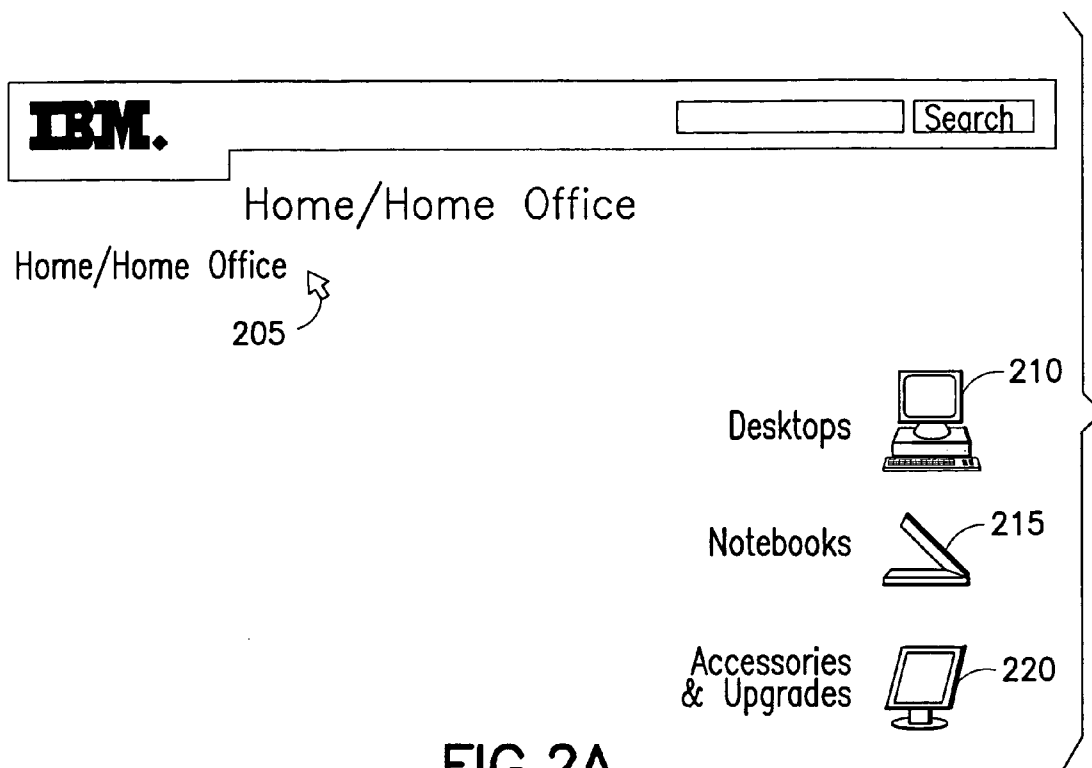 IBM.
Search
Home/Home Office
Home/Home Office
205
210
Desktops
215
Notebooks
Accessories
& Upgrades
220
FIG. 2A